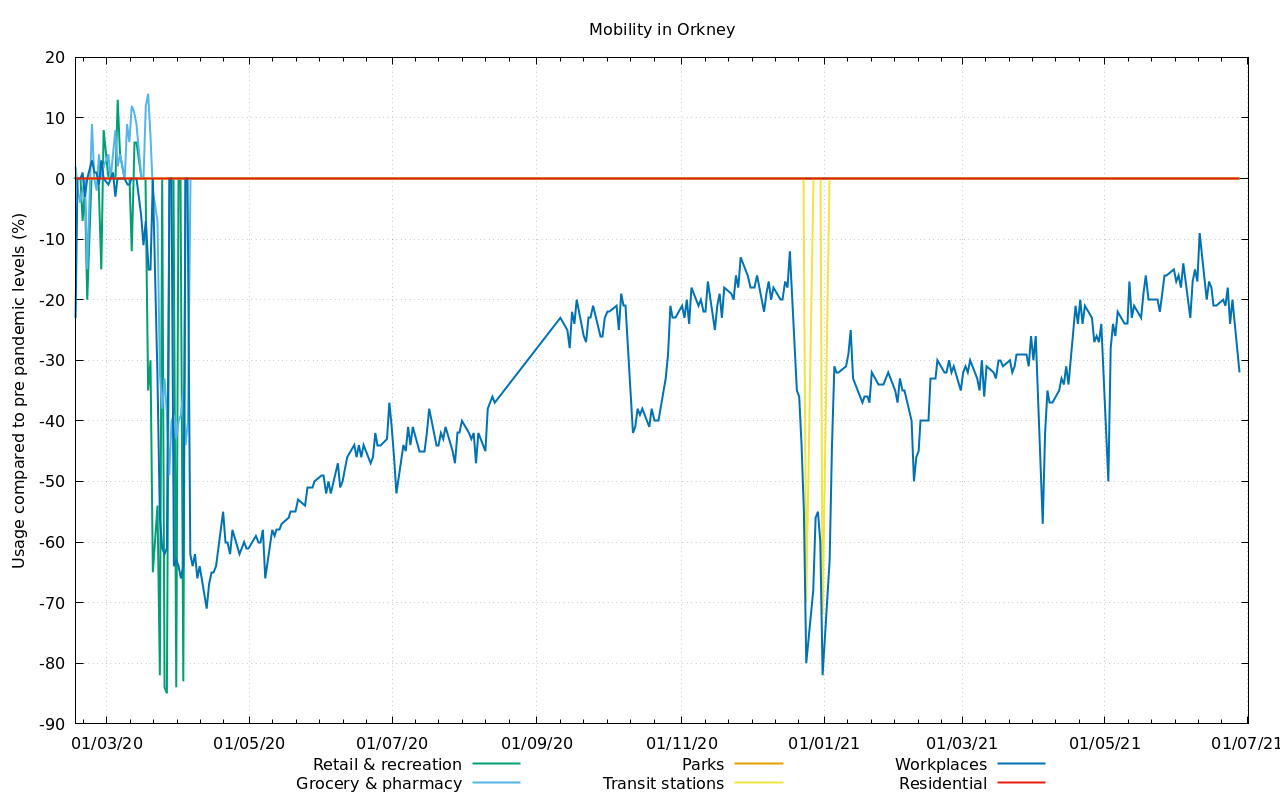 Mobility in Orkney
Usage compared to pre pandemic levels (%)
20
10
0
-10
-20
-30
-40
-50
-60
-70
-80
-90
01/03/20 01/05/20 01/07/20 01/09/20 01/11/20 01/01/21 01/03/21 01/05/21 01/07/21
Retail & recreation Parks Workplaces
Grocery & pharmacy Transit stations Residential